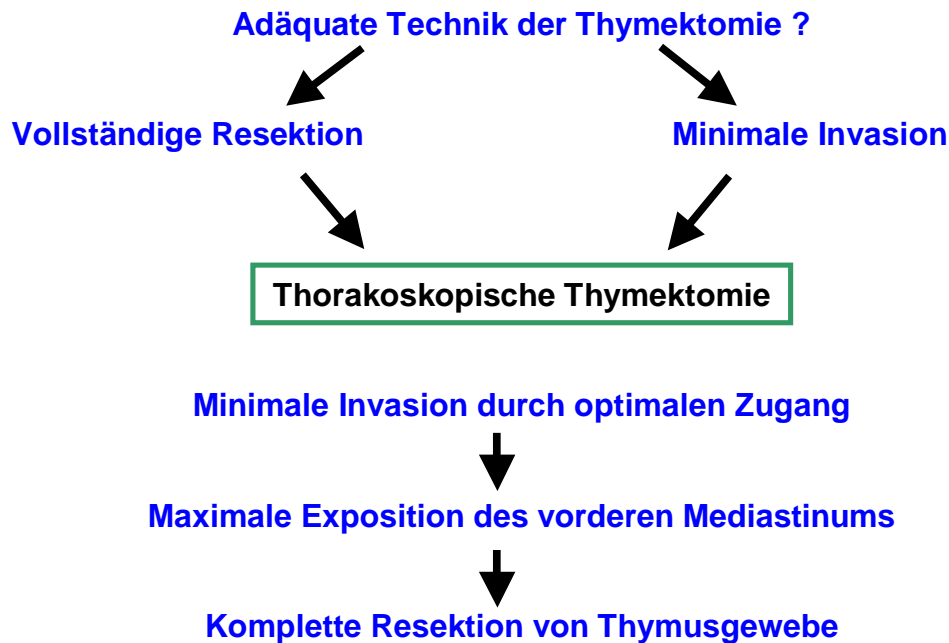 Adäquate Technik der Thymektomie ?
Vollständige Resektion
Minimale Invasion
Thorakoskopische Thymektomie
Minimale Invasion durch optimalen Zugang
Maximale Exposition des vorderen Mediastinums
Komplette Resektion von Thymusgewebe